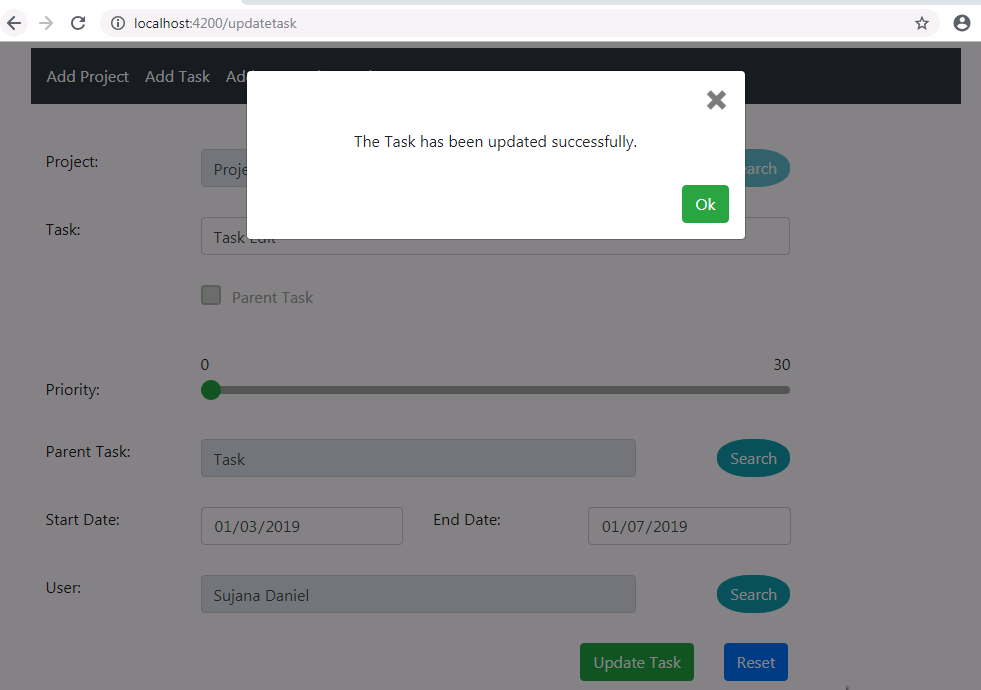 localhost:4200/updatetask
Add Project Add Task
The Task has been updated successfully.
Ok
Project:
Task:
Task Edit
Parent Task
0 30
Priority:
Parent Task: Task Search
Start Date: 01/03/2019 End Date: 01/07/2019
User: Sujana Daniel Search
Update Task Reset